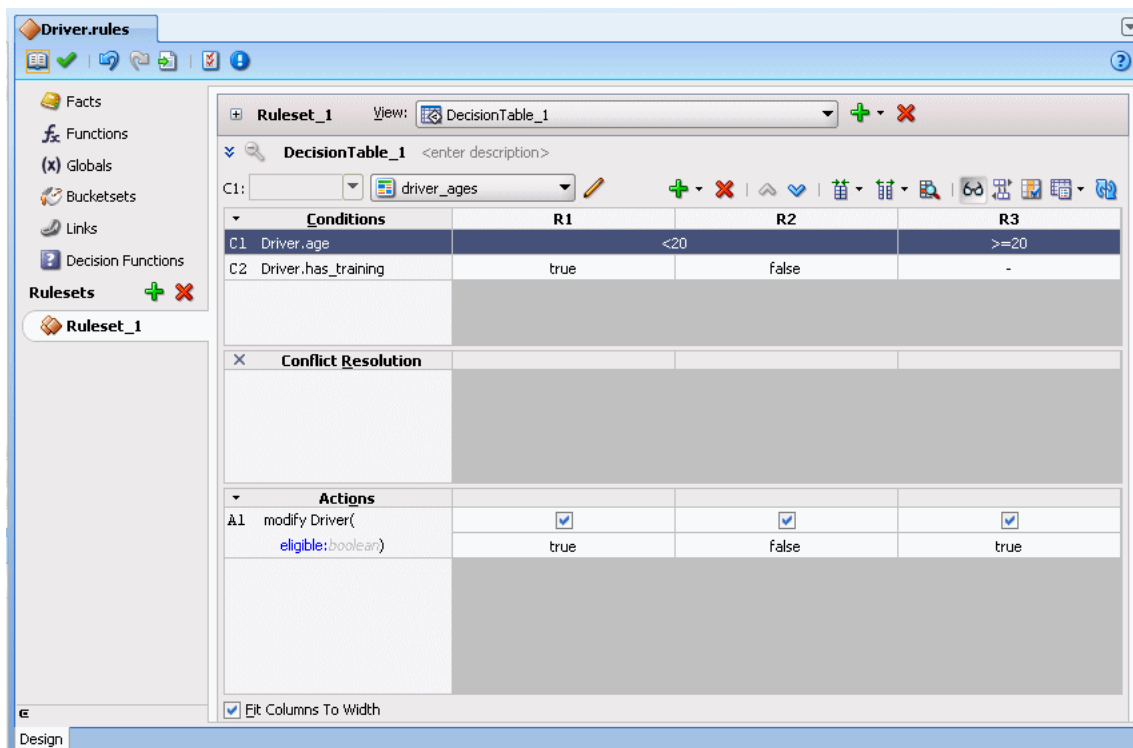 Driver.rules
Facts
fx Functions
(x) Globals
Bucketsets
Links
Decision Functions
Rulesets
Ruleset_1
Ruleset_1 View: DecisionTable_1
DecisionTable_1 <enter description>
C1: driver_ages
Conditions R1 R2 R3
C1 Driver.age <20 >=20
C2 Driver.has_training true false -
Conflict Resolution
Actions
A1 modify Driver(
eligible:boolean) true false true
Fit Columns To Width
Design